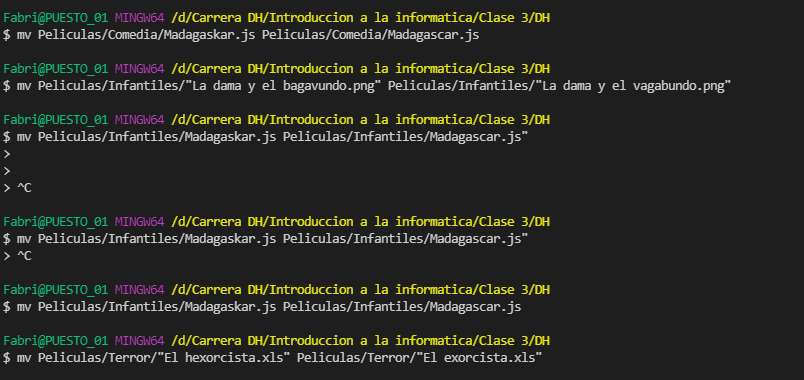 Fabri@PUESTO_01 MINGW64 /d/Carrera DH/Introduccion a la informatica/Clase 3/DH
$ mv Peliculas/Comedia/Madagaskar.js Peliculas/Comedia/Madagascar.js
Fabri@PUESTO_01 MINGW64 /d/Carrera DH/Introduccion a la informatica/Clase 3/DH
$ mv Peliculas/Infantiles/"La dama y el bagavundo.png" Peliculas/Infantiles/"La dama y el vagabundo.png"
Fabri@PUESTO_01 MINGW64 /d/Carrera DH/Introduccion a la informatica/Clase 3/DH
$ mv Peliculas/Infantiles/Madagaskar.js Peliculas/Infantiles/Madagascar.js"
>
>
> ^C
Fabri@PUESTO_01 MINGW64 /d/Carrera DH/Introduccion a la informatica/Clase 3/DH
$ mv Peliculas/Infantiles/Madagaskar.js Peliculas/Infantiles/Madagascar.js"
> ^C
Fabri@PUESTO_01 MINGW64 /d/Carrera DH/Introduccion a la informatica/Clase 3/DH
$ mv Peliculas/Infantiles/Madagaskar.js Peliculas/Infantiles/Madagascar.js
Fabri@PUESTO_01 MINGW64 /d/Carrera DH/Introduccion a la informatica/Clase 3/DH
$ mv Peliculas/Terror/"El hexorcista.xls" Peliculas/Terror/"El exorcista.xls"